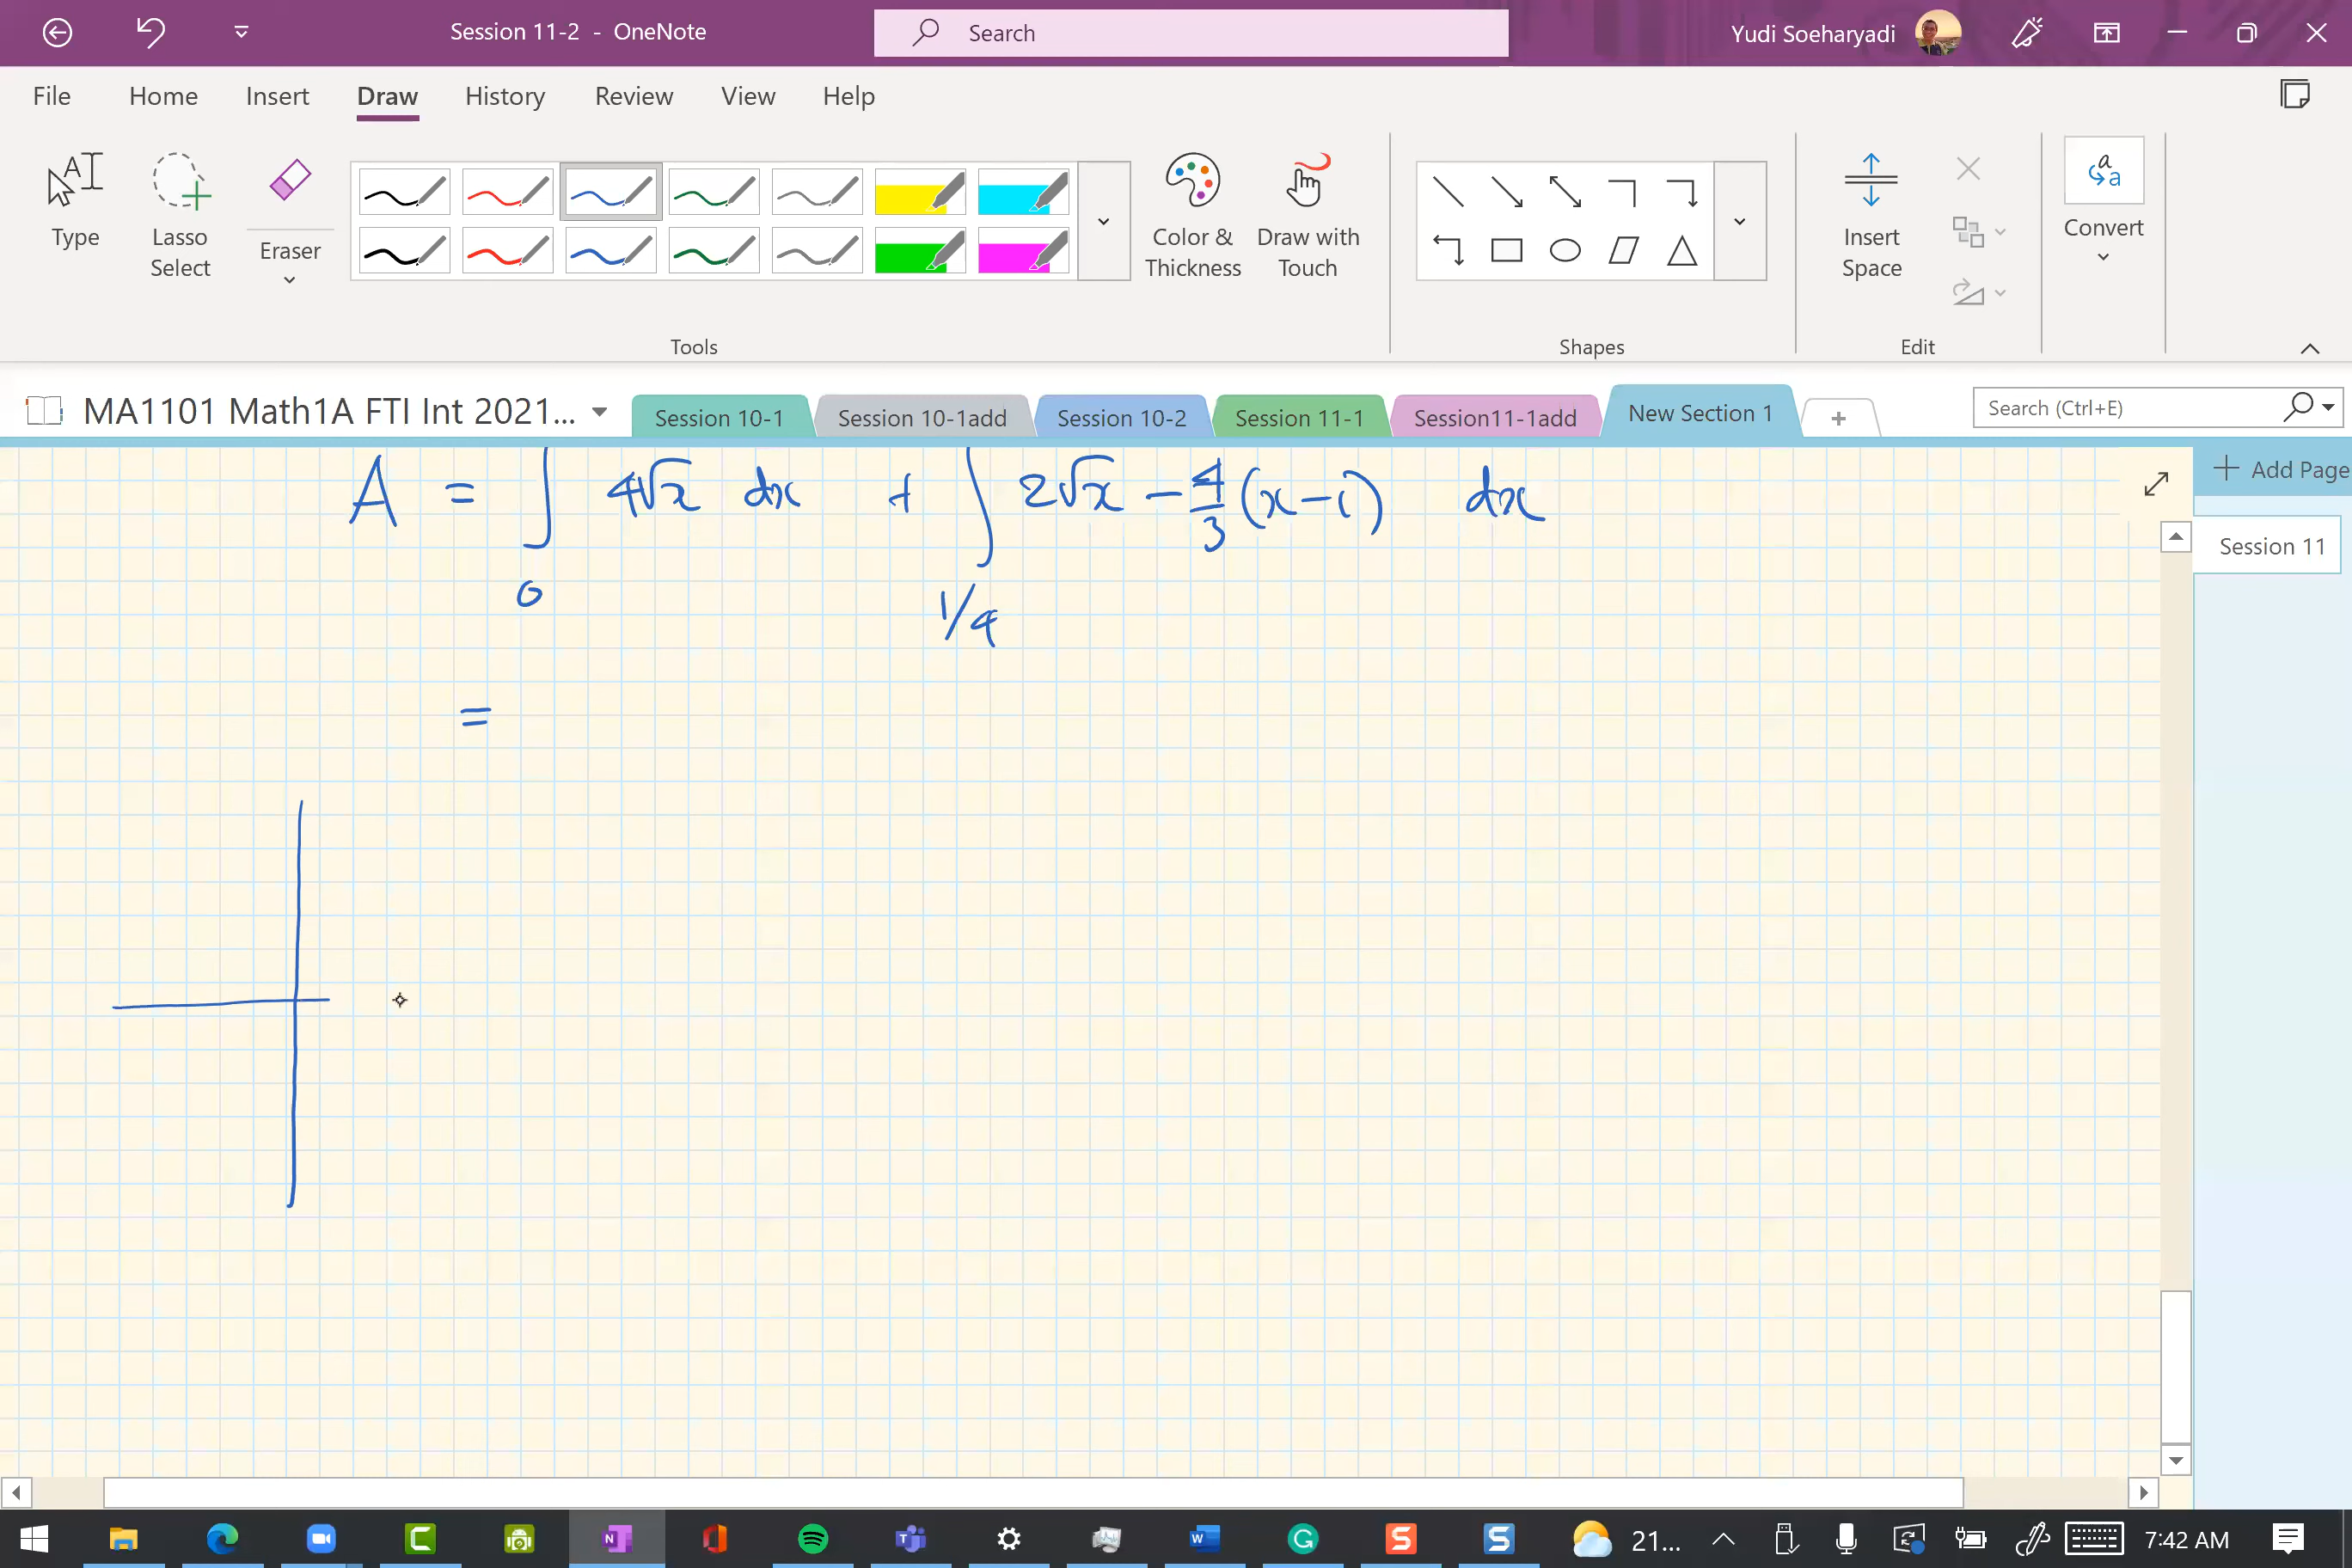 Session 11-2 - OneNote
Search
Yudi Soeharyadi
File Home Insert Draw History Review View Help
Type
Lasso Select
Eraser
Color & Thickness
Draw with Touch
Insert Space
Convert
Tools
Shapes
Edit
MA1101 Math1A FTI Int 2021...
Session 10-1
Session 10-1add
Session 10-2
Session 11-1
Session11-1add
New Section 1
Search (Ctrl+E)
Add Page
Session 11
A = ∫ 4√x dx + ∫ 2√x − 4/3 (x−1) dx
0 1/4
=
21...
7:42 AM